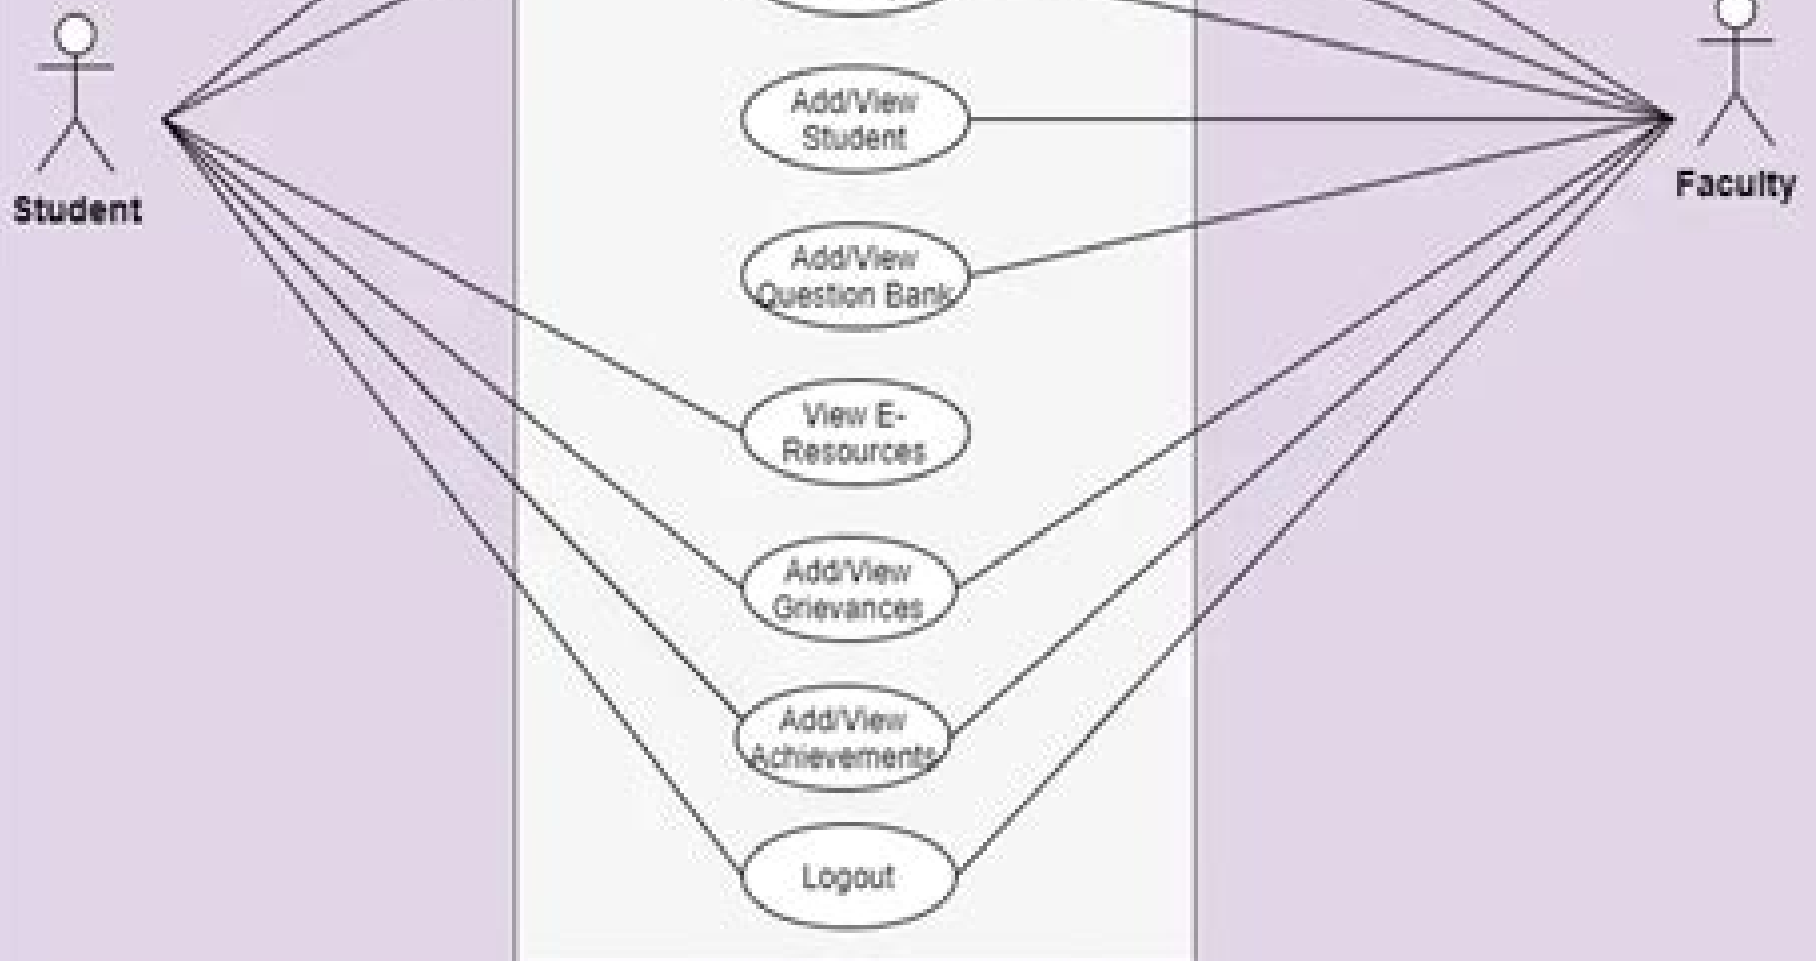 Student
Faculty
Add/View
Student
Add/View
Question Bank
View E-
Resources
Add/View
Grievances
Add/View
Achievements
Logout